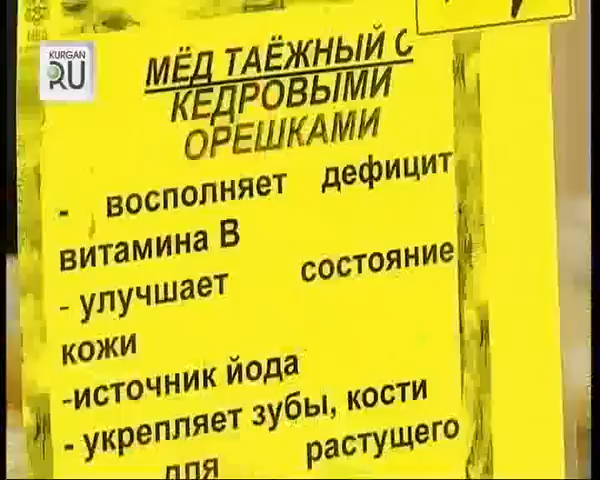 KURGAN
RU
МЁД ТАЁЖНЫЙ С
КЕДРОВЫМИ
ОРЕШКАМИ
- восполняет дефицит
витамина В
- улучшает состояние
кожи
-источник йода
- укрепляет зубы, кости
для растущего